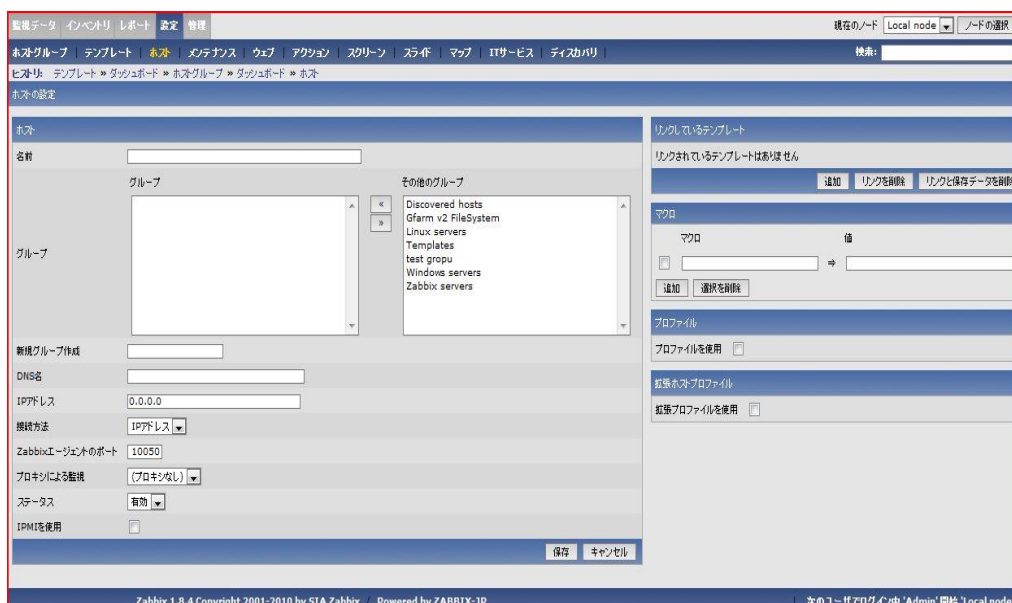 監視データ インベントリ レポート 設定 管理 現在のノード Local node ノードの選択
ホストグループ | テンプレート | ホスト | メンテナンス | ウェブ | アクション | スクリーン | スライド | マップ | ITサービス | ディスカバリ | 検索:
ヒストリ: テンプレート » ダッシュボード » ホストグループ » ダッシュボード » ホスト
ホストの設定
ホスト
名前
グループ その他のグループ
グループ
«
»
Discovered hosts
Gfarm v2 FileSystem
Linux servers
Templates
test gropu
Windows servers
Zabbix servers
新規グループ作成
DNS名
IPアドレス 0.0.0.0
接続方法 IPアドレス
Zabbixエージェントのポート 10050
プロキシによる監視 (プロキシなし)
ステータス 有効
IPMIを使用
保存 キャンセル
リンクしているテンプレート
リンクされているテンプレートはありません
追加 リンクを削除 リンクと保存データを削除
マクロ
マクロ 値
⇒
追加 選択を削除
プロファイル
プロファイルを使用
拡張ホストプロファイル
拡張プロファイルを使用
Zabbix 1.8.4 Copyright 2001-2010 by SIA Zabbix / Powered by ZABBIX-JP | 次のユーザでログイン中 'Admin' 開始 'Local node